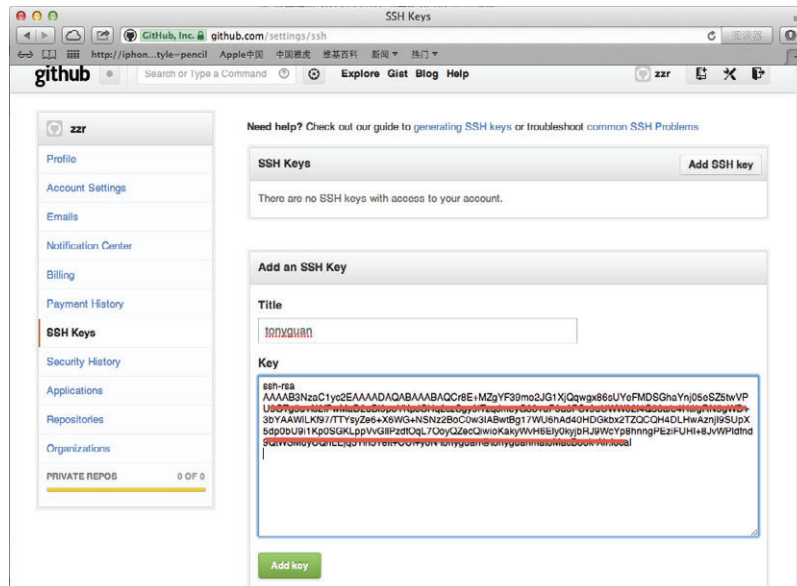 SSH Keys
GitHub, Inc. github.com/settings/ssh
阅读器
http://iphon...tyle-pencil Apple中国 中国雅虎 维基百科 新闻 热门
github Search or Type a Command Explore Gist Blog Help zzr
zzr
Profile
Account Settings
Emails
Notification Center
Billing
Payment History
SSH Keys
Security History
Applications
Repositories
Organizations
PRIVATE REPOS 0 OF 0
Need help? Check out our guide to generating SSH keys or troubleshoot common SSH Problems
SSH Keys Add SSH key
There are no SSH keys with access to your account.
Add an SSH Key
Title
tonyguan
Key
ssh-rsa
Add key